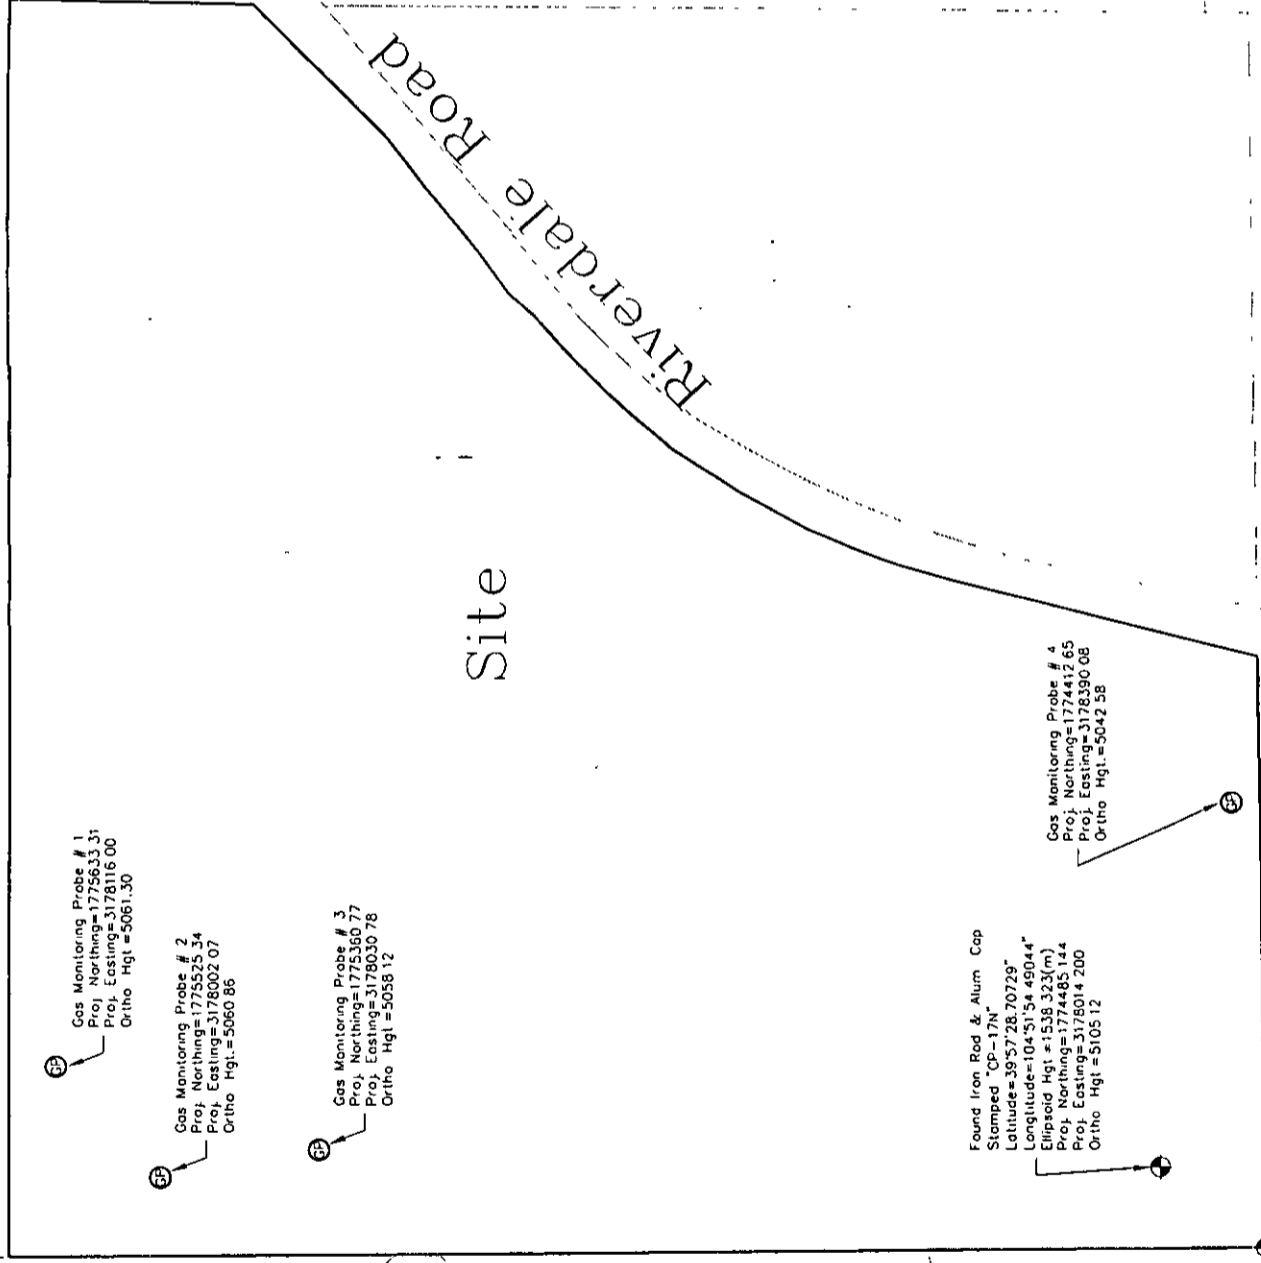 Riverdale Road
Site
Gas Monitoring Probe # 1
Proj Northing=1775633 31
Proj. Easting=3178116 00
Ortho Hgt =5061.30
Gas Monitoring Probe # 2
Proj. Northing=1775525.34
Proj. Easting=3178002 07
Ortho Hgt.=5060 86
Gas Monitoring Probe # 3
Proj. Northing=1775360 77
Proj. Easting=3178030 78
Ortho Hgt =5058 12
Gas Monitoring Probe # 4
Proj. Northing=1774412 65
Proj. Easting=3178390 08
Ortho Hgt.=5042 58
Found Iron Rod & Alum Cap
Stamped "CP-17N"
Latitude=39°57'28.70729"
Longitude=104°51'54 49044"
Ellipsoid Hgt =1538 323(m)
Proj. Northing=1774485 144
Proj. Easting=3178014 200
Ortho Hgt =5105 12
GP
GP
GP
GP